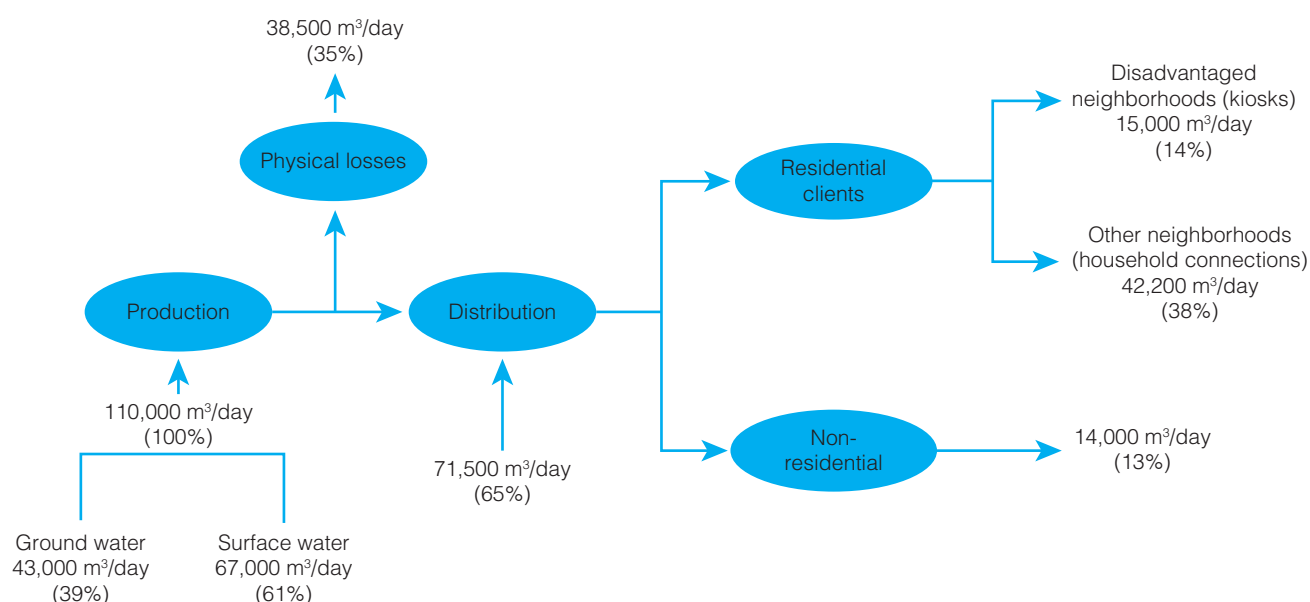 38,500 m³/day
(35%)
Physical losses
Production
110,000 m³/day
(100%)
Ground water
43,000 m³/day
(39%)
Surface water
67,000 m³/day
(61%)
Distribution
71,500 m³/day
(65%)
Residential
clients
Disadvantaged
neighborhoods (kiosks)
15,000 m³/day
(14%)
Other neighborhoods
(household connections)
42,200 m³/day
(38%)
Non-
residential
14,000 m³/day
(13%)